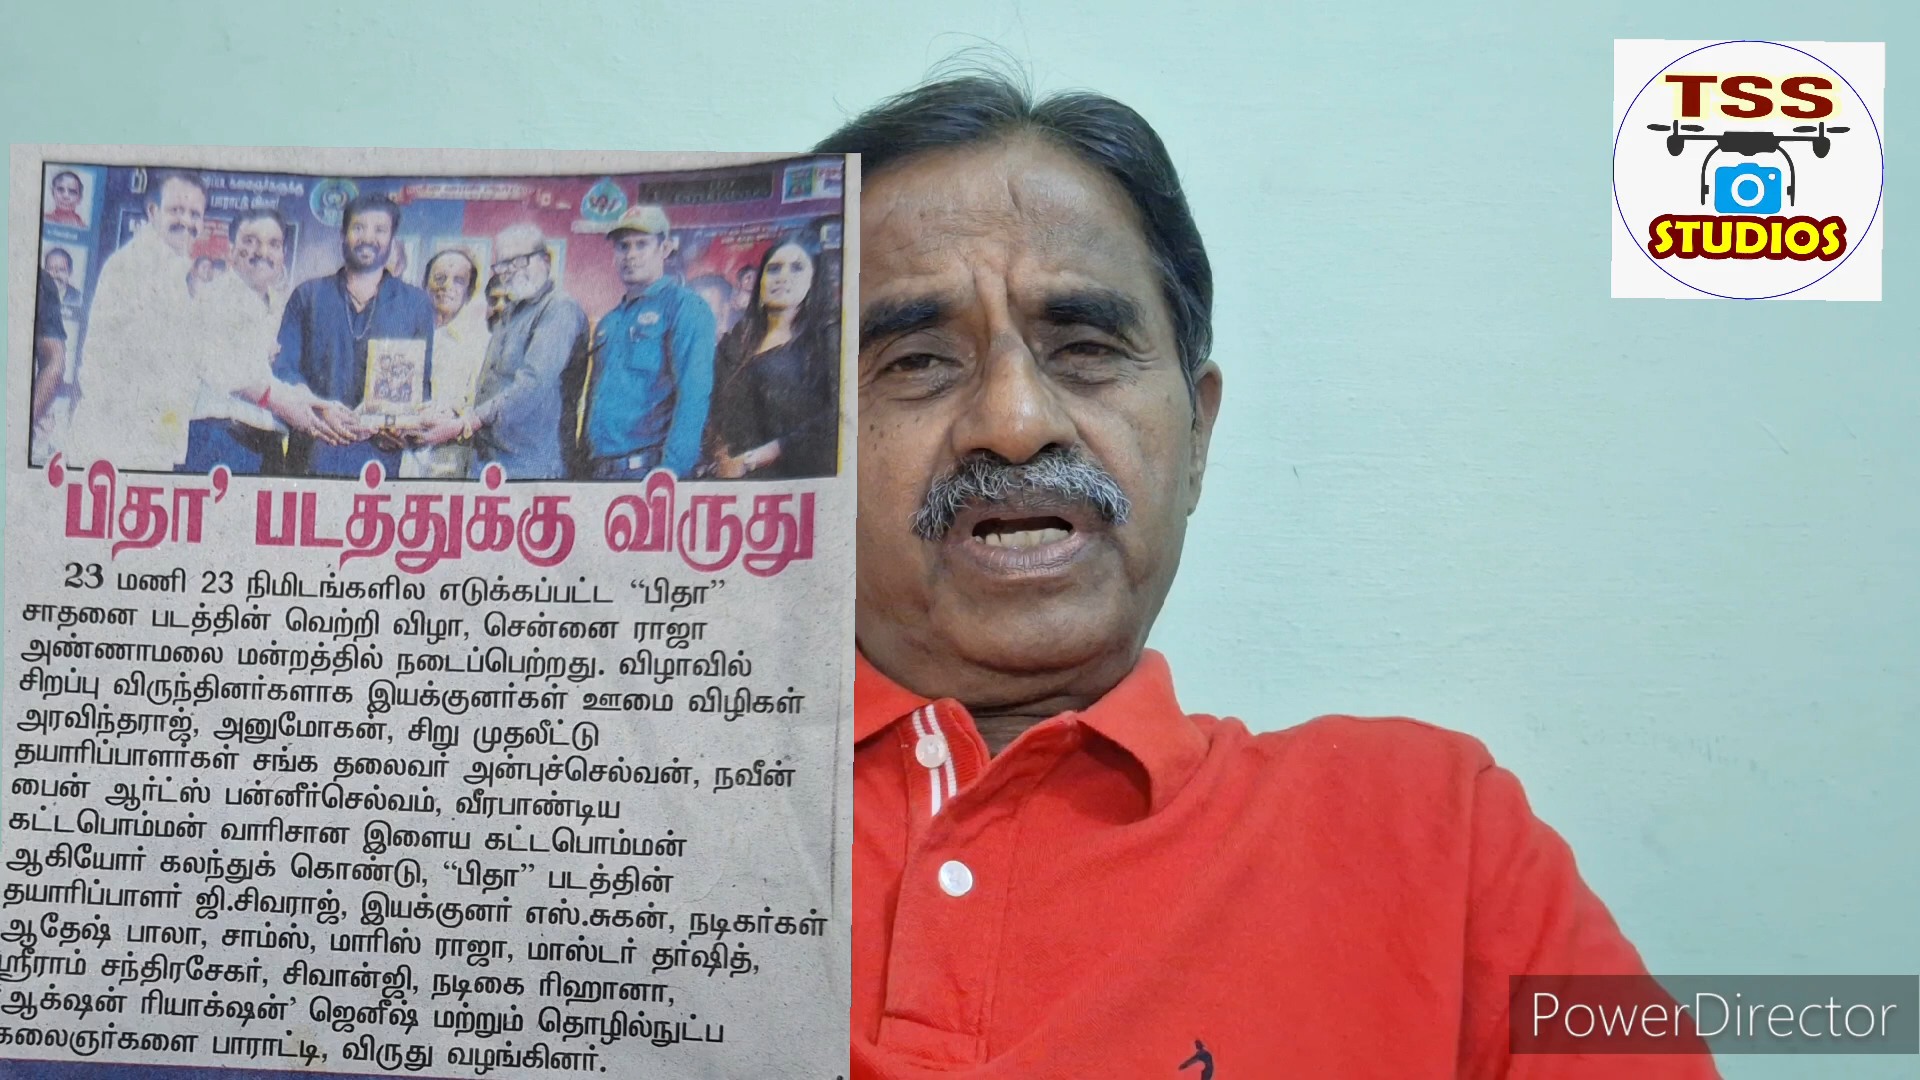 ‘பிதா’ படத்துக்கு விருது
23 மணி 23 நிமிடங்களில எடுக்கப்பட்ட “பிதா”
சாதனை படத்தின் வெற்றி விழா, சென்னை ராஜா
அண்ணாமலை மன்றத்தில் நடைப்பெற்றது. விழாவில்
சிறப்பு விருந்தினர்களாக இயக்குனர்கள் ஊமை விழிகள்
அரவிந்தராஜ், அனுமோகன், சிறு முதலீட்டு
தயாரிப்பாளர்கள் சங்க தலைவர் அன்புச்செல்வன், நவீன்
பைன் ஆர்ட்ஸ் பன்னீர்செல்வம், வீரபாண்டிய
கட்டபொம்மன் வாரிசான இளைய கட்டபொம்மன்
ஆகியோர் கலந்துக் கொண்டு, “பிதா” படத்தின்
தயாரிப்பாளர் ஜி.சிவராஜ், இயக்குனர் எஸ்.சுகன், நடிகர்கள்
ஆதேஷ் பாலா, சாம்ஸ், மாரிஸ் ராஜா, மாஸ்டர் தர்ஷித்,
ஸ்ரீராம் சந்திரசேகர், சிவான்ஜி, நடிகை ரிஹானா,
‘ஆக்‌ஷன் ரியாக்‌ஷன்’ ஜெனீஷ் மற்றும் தொழில்நுட்ப
கலைஞர்களை பாராட்டி, விருது வழங்கினர்.
TSS
STUDIOS
PowerDirector